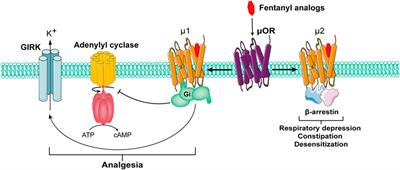 Fentanyl analogs
K+
GIRK
Adenylyl cyclase
µ1
µOR
µ2
Gi
β-arrestin
ATP
cAMP
Respiratory depression
Constipation
Desensitization
Analgesia